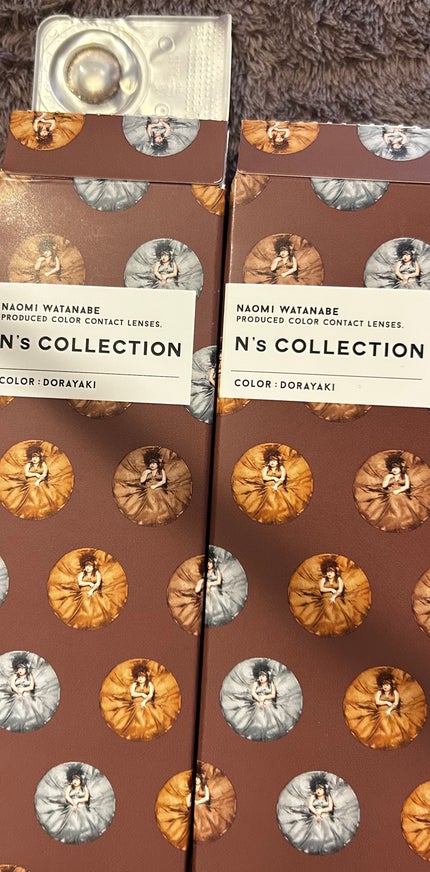 NAOMI WATANABE
PRODUCED COLOR CONTACT LENSES.
N's COLLECTION
COLOR : DORAYAKI
NAOMI WATANABE
PRODUCED COLOR CONTACT LENSES.
N's COLLECTION
COLOR : DORAYAKI